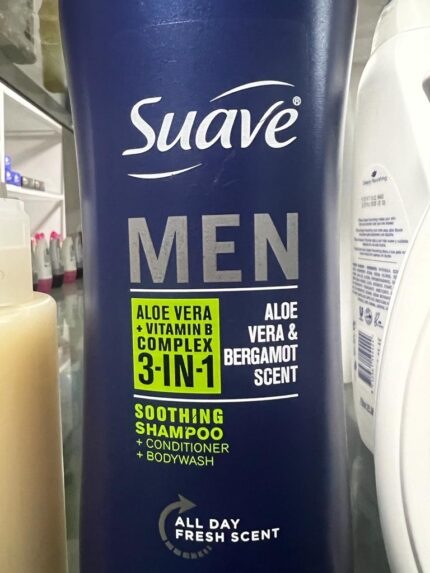 Suave®
MEN
ALOE VERA
+ VITAMIN B
COMPLEX
3-IN-1
ALOE
VERA &
BERGAMOT
SCENT
SOOTHING
SHAMPOO
+ CONDITIONER
+ BODYWASH
ALL DAY
FRESH SCENT